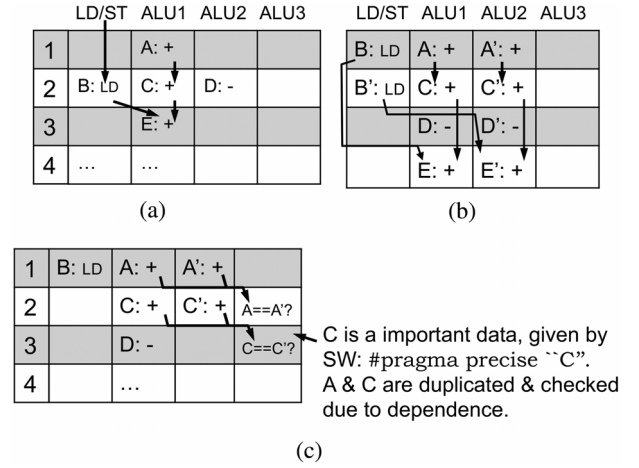 LD/ST ALU1 ALU2 ALU3
1 A: +
2 B: LD C: + D: -
3 E: +
4 ... ...
(a)
LD/ST ALU1 ALU2 ALU3
B: LD A: + A': +
B': LD C: + C': +
D: - D': -
E: + E': +
(b)
1 B: LD A: + A': +
2 C: + C': + A==A'?
3 D: - C==C'?
4 ...
C is a important data, given by
SW: #pragma precise ``C”.
A & C are duplicated & checked
due to dependence.
(c)